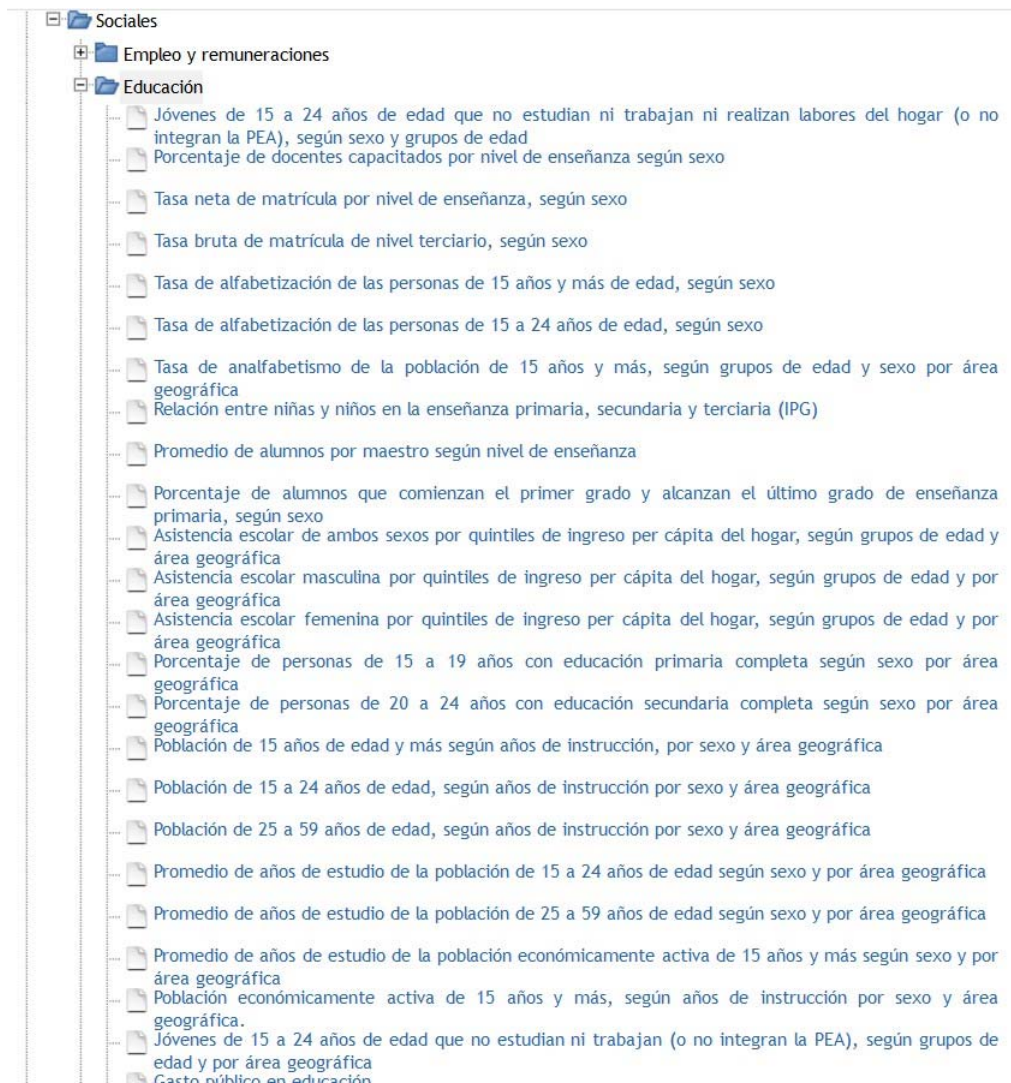 Sociales
Empleo y remuneraciones
Educación
Jóvenes de 15 a 24 años de edad que no estudian ni trabajan ni realizan labores del hogar (o no
integran la PEA), según sexo y grupos de edad
Porcentaje de docentes capacitados por nivel de enseñanza según sexo
Tasa neta de matrícula por nivel de enseñanza, según sexo
Tasa bruta de matrícula de nivel terciario, según sexo
Tasa de alfabetización de las personas de 15 años y más de edad, según sexo
Tasa de alfabetización de las personas de 15 a 24 años de edad, según sexo
Tasa de analfabetismo de la población de 15 años y más, según grupos de edad y sexo por área
geográfica
Relación entre niñas y niños en la enseñanza primaria, secundaria y terciaria (IPG)
Promedio de alumnos por maestro según nivel de enseñanza
Porcentaje de alumnos que comienzan el primer grado y alcanzan el último grado de enseñanza
primaria, según sexo
Asistencia escolar de ambos sexos por quintiles de ingreso per cápita del hogar, según grupos de edad y
área geográfica
Asistencia escolar masculina por quintiles de ingreso per cápita del hogar, según grupos de edad y por
área geográfica
Asistencia escolar femenina por quintiles de ingreso per cápita del hogar, según grupos de edad y por
área geográfica
Porcentaje de personas de 15 a 19 años con educación primaria completa según sexo por área
geográfica
Porcentaje de personas de 20 a 24 años con educación secundaria completa según sexo por área
geográfica
Población de 15 años de edad y más según años de instrucción, por sexo y área geográfica
Población de 15 a 24 años de edad, según años de instrucción por sexo y área geográfica
Población de 25 a 59 años de edad, según años de instrucción por sexo y área geográfica
Promedio de años de estudio de la población de 15 a 24 años de edad según sexo y por área geográfica
Promedio de años de estudio de la población de 25 a 59 años de edad según sexo y por área geográfica
Promedio de años de estudio de la población económicamente activa de 15 años y más según sexo y por
área geográfica
Población económicamente activa de 15 años y más, según años de instrucción por sexo y área
geográfica.
Jóvenes de 15 a 24 años de edad que no estudian ni trabajan (o no integran la PEA), según grupos de
edad y por área geográfica
Gasto público en educación